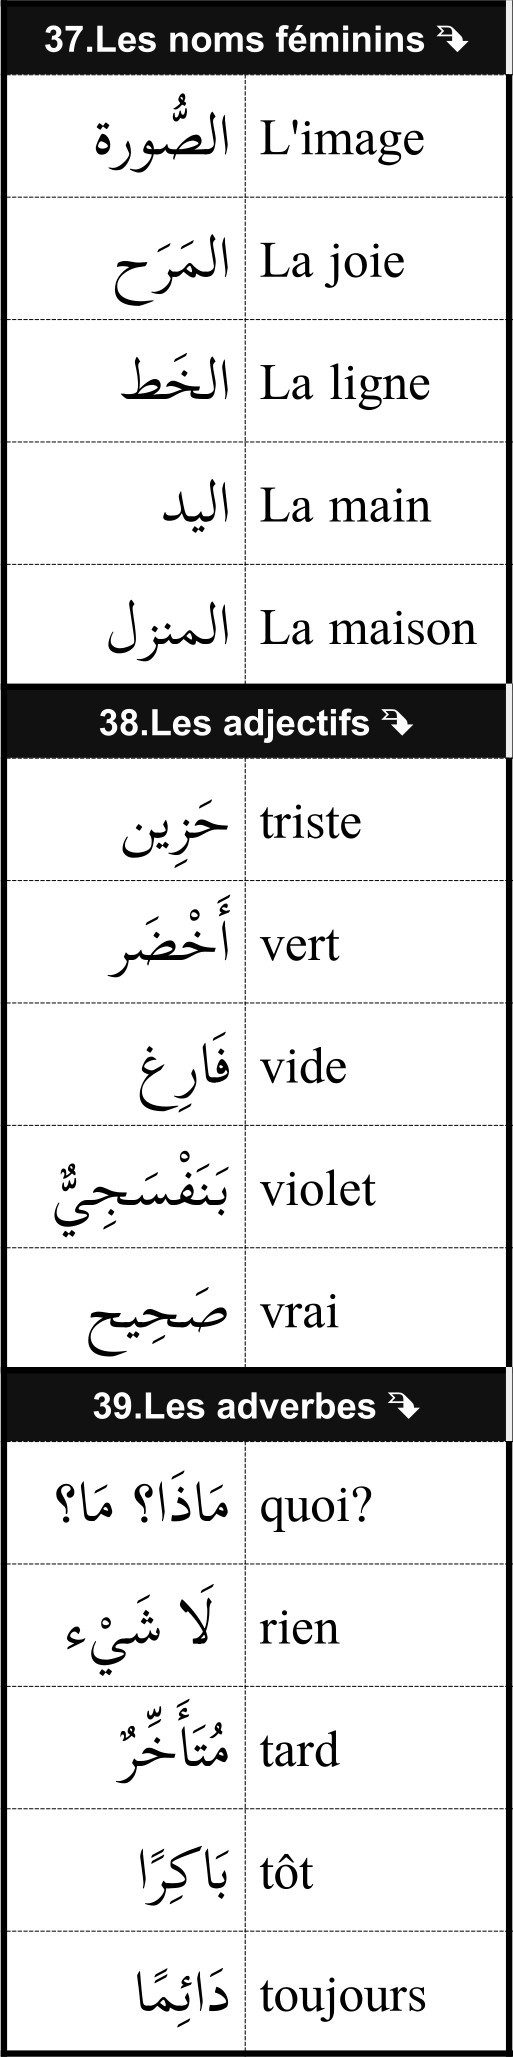 37.Les noms féminins
الصُّورة L'image
المَرَح La joie
الخَط La ligne
اليد La main
المنزل La maison
38.Les adjectifs
حَزِين triste
أَخْضَر vert
فَارِغ vide
بَنَفْسَجِيٌّ violet
صَحِيح vrai
39.Les adverbes
مَاذَا؟ مَا؟ quoi?
لَا شَيْء rien
مُتَأَخِّرٌ tard
بَاكِرًا tôt
دَائِمًا toujours